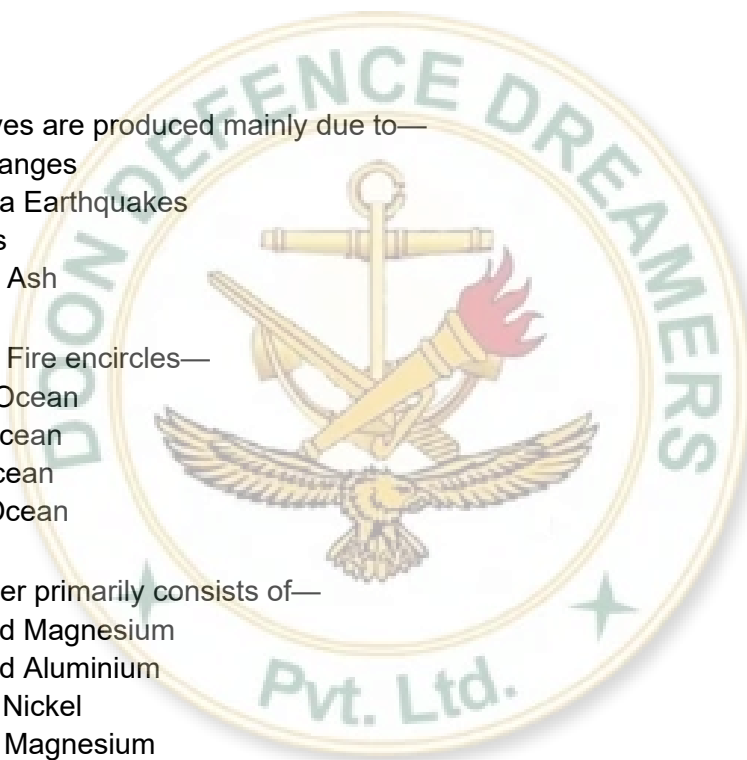 ves are produced mainly due to—
anges
a Earthquakes
s
Ash
Fire encircles—
Ocean
cean
cean
Ocean
er primarily consists of—
d Magnesium
d Aluminium
Nickel
Magnesium
DOON DEFENCE DREAMERS
Pvt. Ltd.